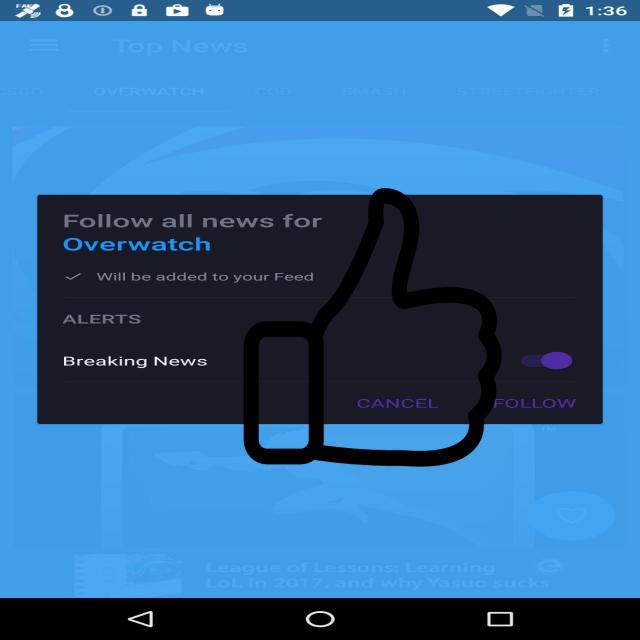 1:36
Top News
CSGO OVERWATCH COD SMASH STREETFIGHTER
Follow all news for
Overwatch
Will be added to your Feed
ALERTS
Breaking News
CANCEL FOLLOW
TM
League of Lessons: Learning
LoL in 2017, and why Yasuo sucks